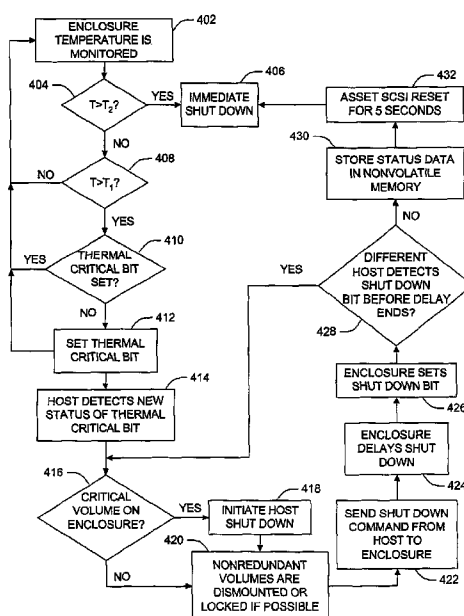 ENCLOSURE
TEMPERATURE IS
MONITORED
402
404
T>T2?
YES
NO
IMMEDIATE
SHUT DOWN
406
ASSET SCSI RESET
FOR 5 SECONDS
432
430
STORE STATUS DATA
IN NONVOLATILE
MEMORY
408
T>T1?
NO
YES
410
THERMAL
CRITICAL BIT
SET?
YES
NO
412
SET THERMAL
CRITICAL BIT
414
HOST DETECTS NEW
STATUS OF THERMAL
CRITICAL BIT
NO
DIFFERENT
HOST DETECTS
SHUT DOWN
BIT BEFORE DELAY
ENDS?
YES
428
ENCLOSURE SETS
SHUT DOWN BIT
426
ENCLOSURE
DELAYS SHUT
DOWN
424
416
CRITICAL
VOLUME ON
ENCLOSURE?
YES
NO
418
INITIATE HOST
SHUT DOWN
420
NONREDUNDANT
VOLUMES ARE
DISMOUNTED OR
LOCKED IF POSSIBLE
SEND SHUT DOWN
COMMAND FROM
HOST TO
ENCLOSURE
422